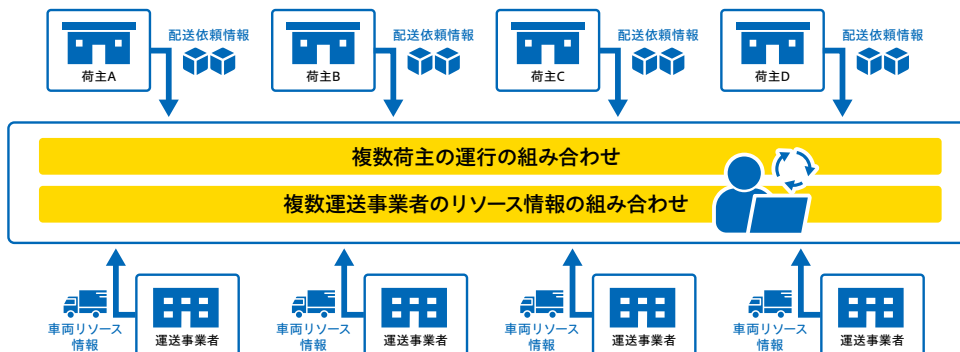 配送依頼情報
荷主A
配送依頼情報
荷主B
配送依頼情報
荷主C
配送依頼情報
荷主D
複数荷主の運行の組み合わせ
複数運送事業者のリソース情報の組み合わせ
車両リソース
情報
運送事業者
車両リソース
情報
運送事業者
車両リソース
情報
運送事業者
車両リソース
情報
運送事業者